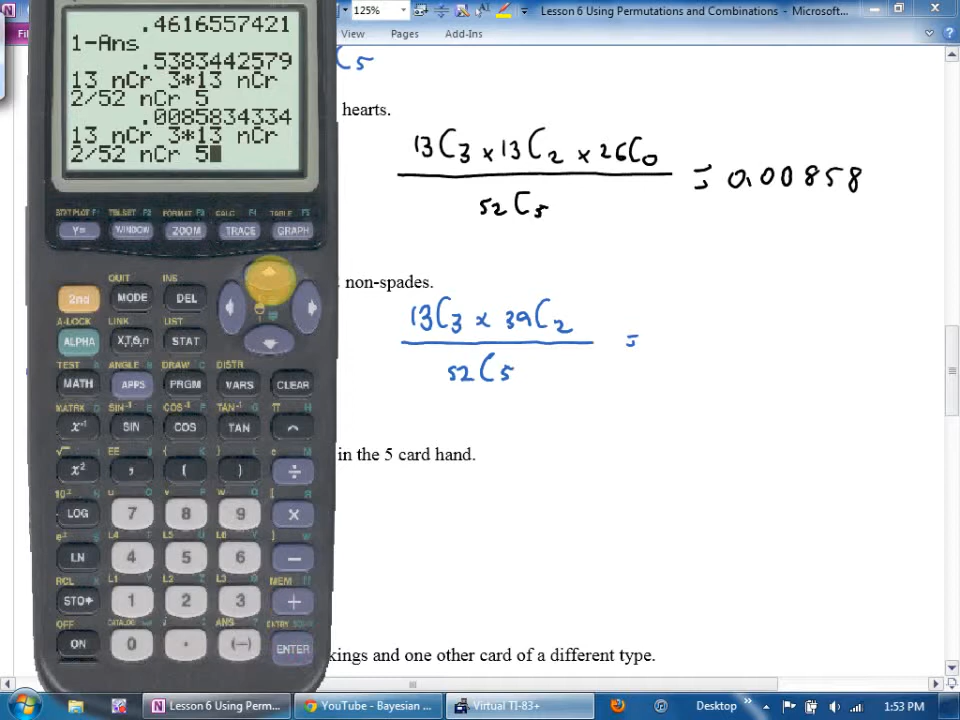 125%
Lesson 6 Using Permutations and Combinations - Microsoft...
View Pages Add-Ins
C5
hearts.
13C3 x 13C2 x 26C0
52C5
= 0.00858
non-spades.
13C3 x 39C2
52C5
=
in the 5 card hand.
kings and one other card of a different type.
.4616557421
1-Ans
.5383442579
13 nCr 3*13 nCr
2/52 nCr 5
.0085834334
13 nCr 3*13 nCr
2/52 nCr 5
STAT PLOT F1 TBLSET F2 FORMAT F3 CALC F4 TABLE F5
Y= WINDOW ZOOM TRACE GRAPH
QUIT INS
2nd MODE DEL
A-LOCK LINK LIST
ALPHA X,T,θ,n STAT
TEST A ANGLE B DRAW C DISTR
MATH APPS PRGM VARS CLEAR
MATRX D SIN⁻¹ E COS⁻¹ F TAN⁻¹ G π H
x⁻¹ SIN COS TAN ^
√ I EE J { K } L e M
x² , ( ) ÷
10ˣ N u O v P w Q [ R
LOG 7 8 9 ×
eˣ S L4 T L5 U L6 V ] W
LN 4 5 6 −
RCL X L1 Y L2 Z L3 θ MEM "
STO▸ 1 2 3 +
OFF CATALOG i : ANS ? ENTRY SOLVE
ON 0 . (−) ENTER
Lesson 6 Using Perm... YouTube - Bayesian ... Virtual TI-83+ Desktop » 1:53 PM